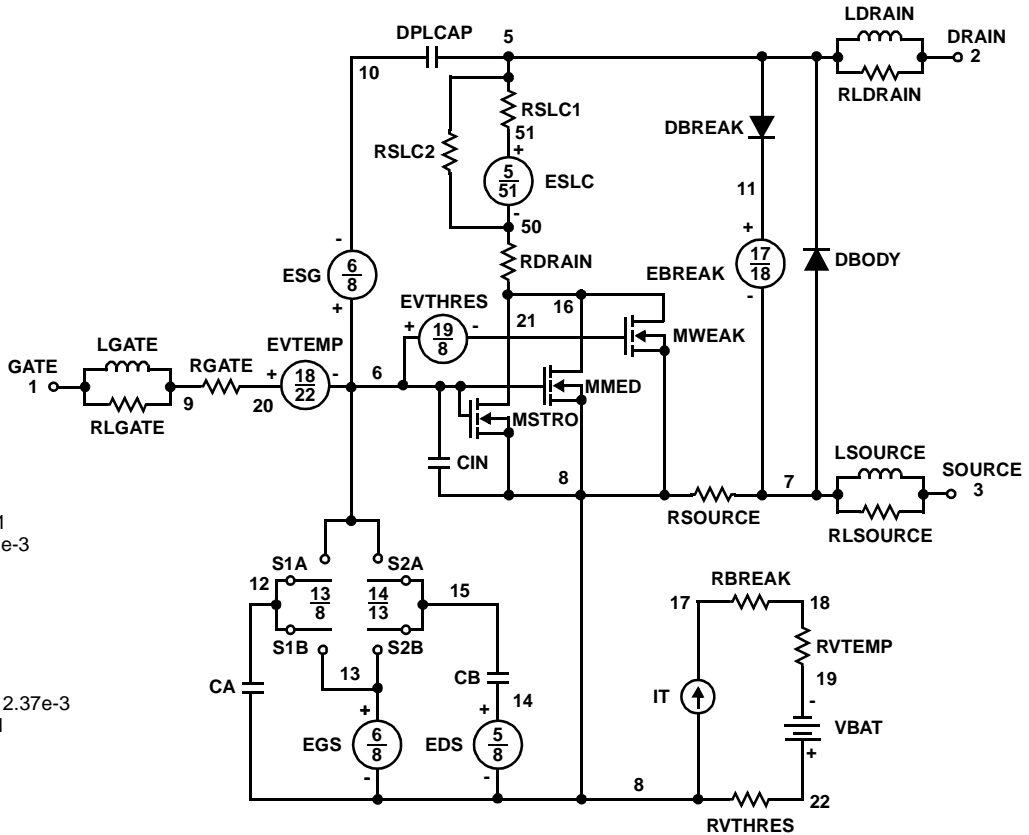 LDRAIN
DPLCAP
5
DRAIN
2
10
RLDRAIN
RSLC1
51
DBREAK
RSLC2
+
5
51
ESLC
11
-
50
-
+
17
18
RDRAIN
DBODY
ESG
6
8
EBREAK
-
EVTHRES
16
+
+
19
8
-
21
MWEAK
LGATE
EVTEMP
GATE
1
RGATE
+
18
22
-
6
MMED
9
20
MSTRO
RLGATE
LSOURCE
CIN
8
7
SOURCE
3
RSOURCE
RLSOURCE
e-3
S1A
S2A
12
13
8
14
13
15
RBREAK
17
18
S1B
S2B
RVTEMP
13
CB
19
CA
14
IT
-
2.37e-3
+
+
VBAT
EGS
6
8
EDS
5
8
+
-
-
8
22
RVTHRES